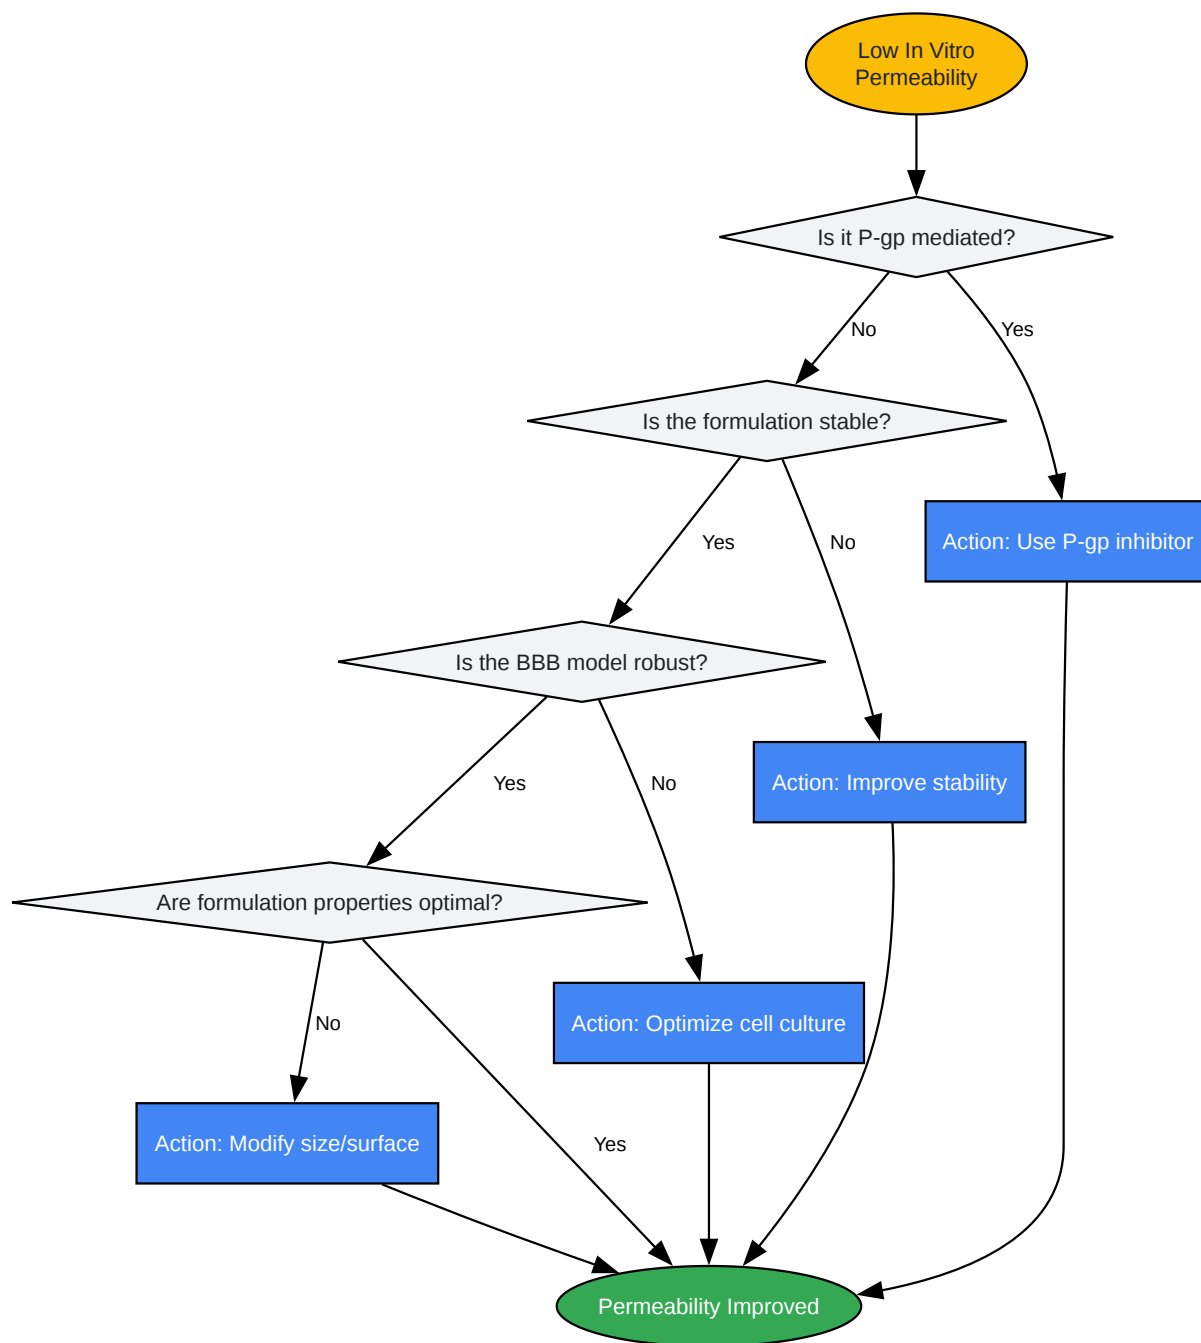 Low In Vitro
Permeability
Is it P-gp mediated?
No
Yes
Is the formulation stable?
Yes
No
Action: Use P-gp inhibitor
Is the BBB model robust?
Yes
No
Action: Improve stability
Are formulation properties optimal?
No
Action: Optimize cell culture
Action: Modify size/surface
Yes
Permeability Improved